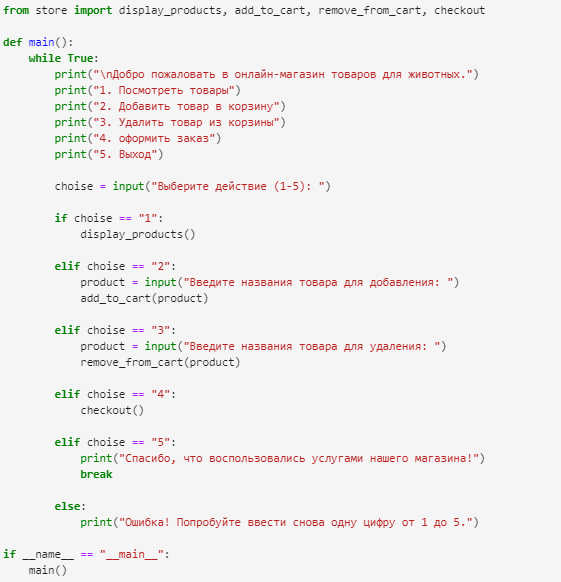 from store import display_products, add_to_cart, remove_from_cart, checkout
def main():
while True:
print("\nДобро пожаловать в онлайн-магазин товаров для животных.")
print("1. Посмотреть товары")
print("2. Добавить товар в корзину")
print("3. Удалить товар из корзины")
print("4. оформить заказ")
print("5. Выход")
choise = input("Выберите действие (1-5): ")
if choise == "1":
display_products()
elif choise == "2":
product = input("Введите названия товара для добавления: ")
add_to_cart(product)
elif choise == "3":
product = input("Введите названия товара для удаления: ")
remove_from_cart(product)
elif choise == "4":
checkout()
elif choise == "5":
print("Спасибо, что воспользовались услугами нашего магазина!")
break
else:
print("Ошибка! Попробуйте ввести снова одну цифру от 1 до 5.")
if __name__ == "__main__":
main()